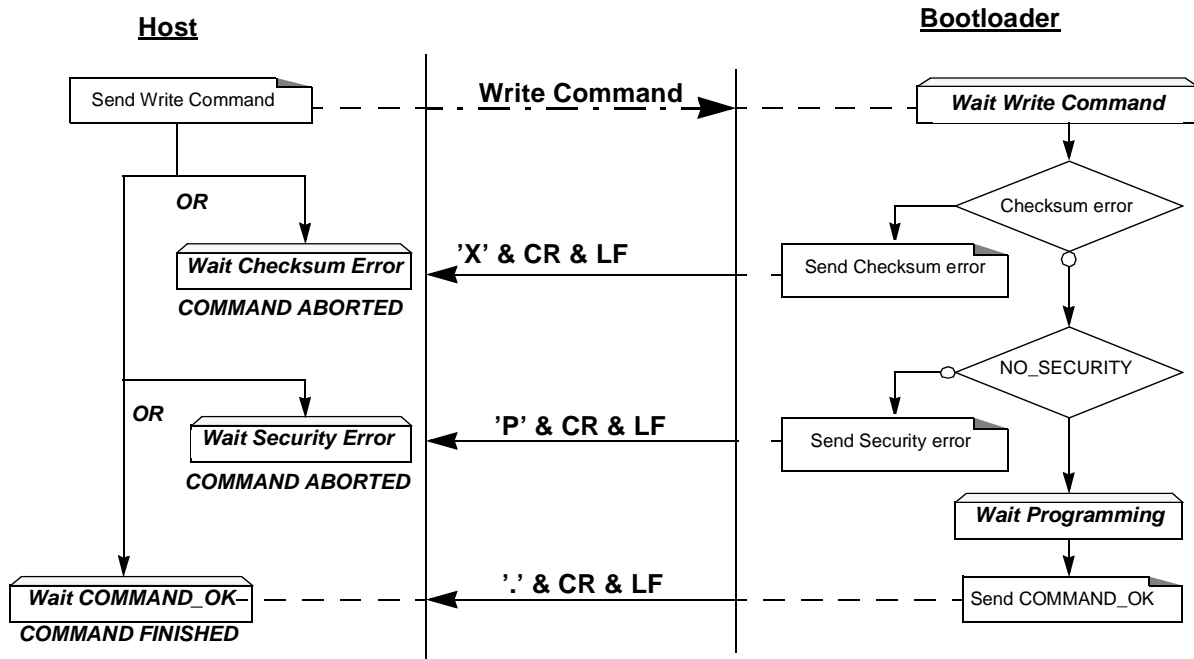 Host
Bootloader
Send Write Command
Write Command
Wait Write Command
OR
Checksum error
Wait Checksum Error
'X' & CR & LF
Send Checksum error
COMMAND ABORTED
NO_SECURITY
OR
Wait Security Error
'P' & CR & LF
Send Security error
COMMAND ABORTED
Wait Programming
Wait COMMAND_OK
'.' & CR & LF
Send COMMAND_OK
COMMAND FINISHED